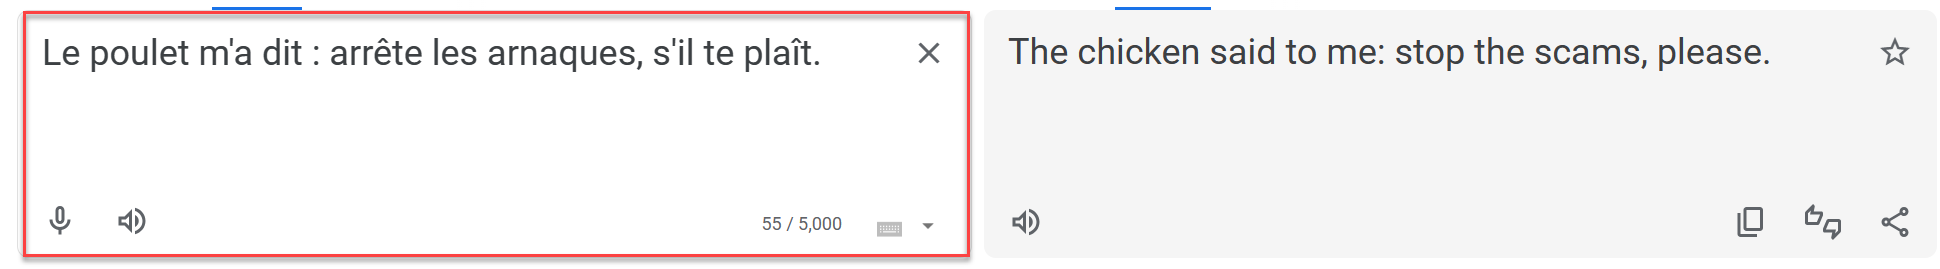 Le poulet m'a dit : arrête les arnaques, s'il te plaît.
55 / 5,000
The chicken said to me: stop the scams, please.